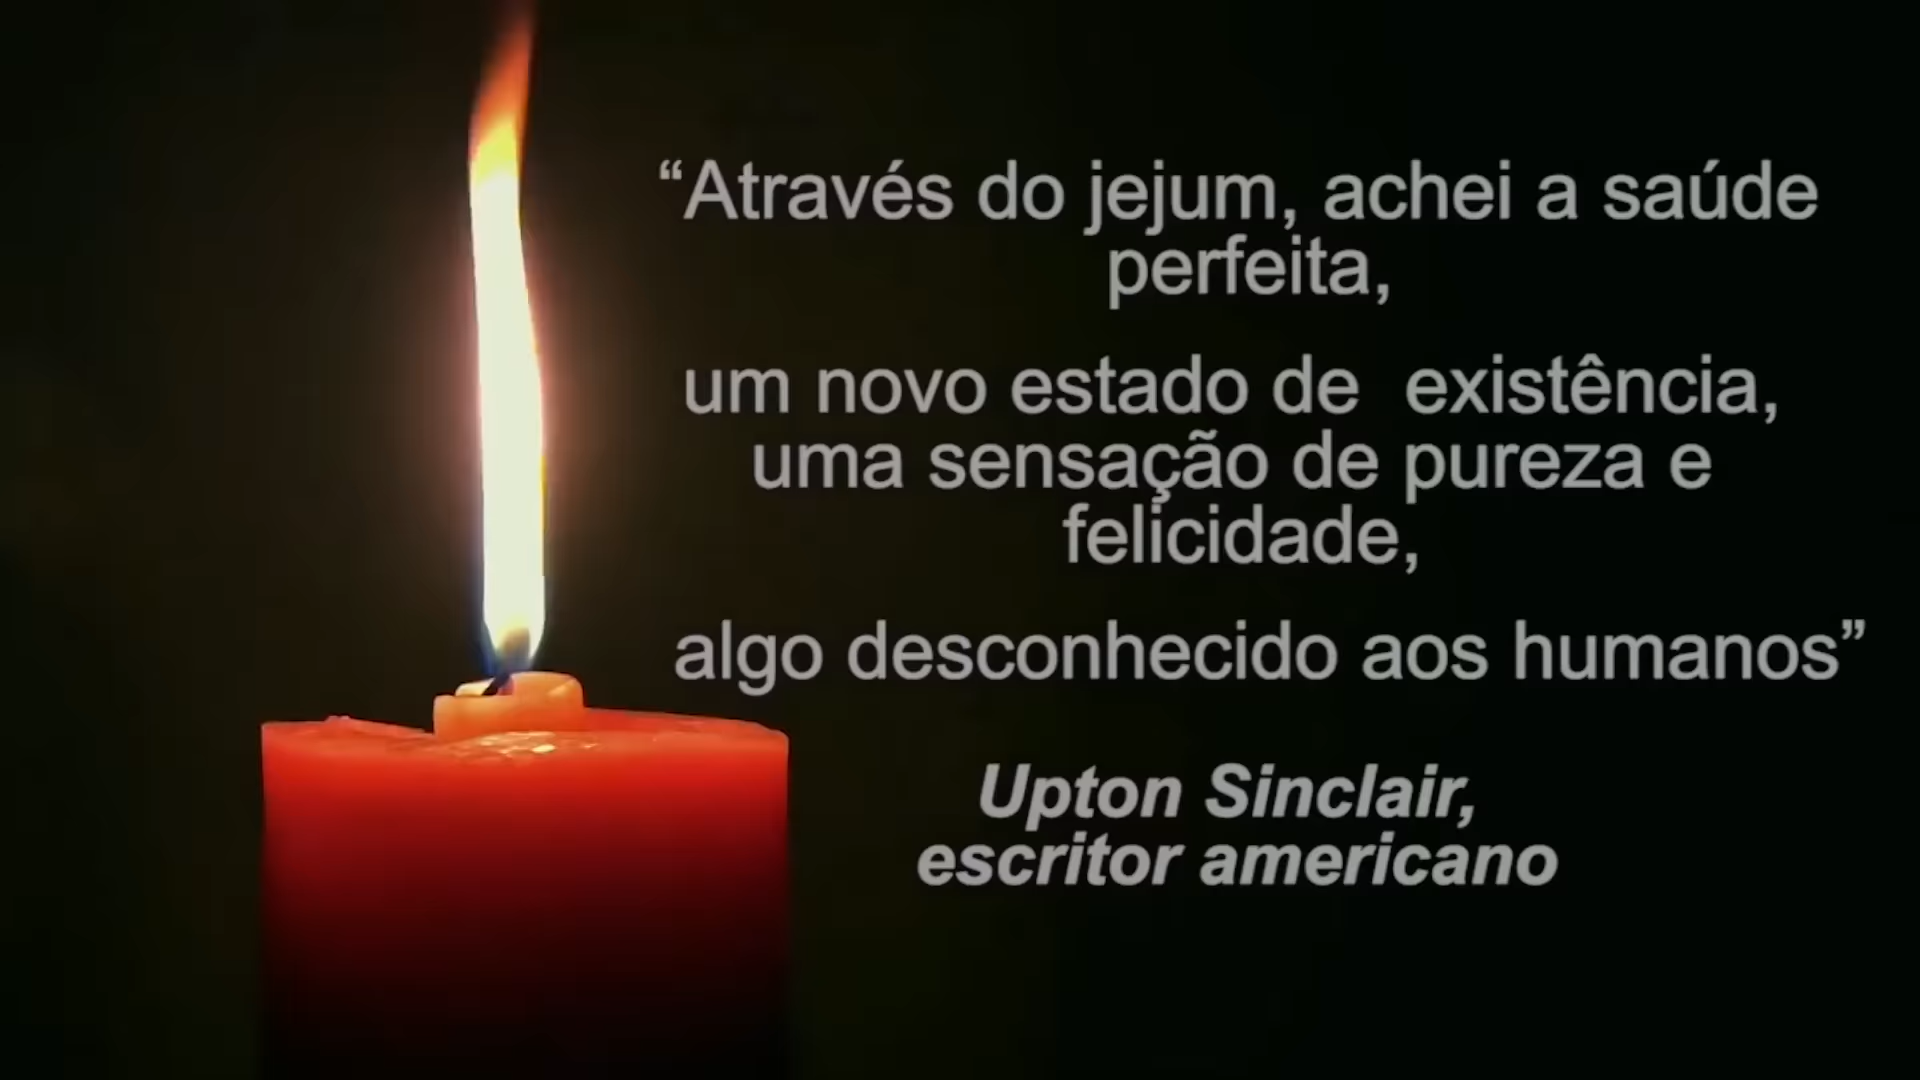 “Através do jejum, achei a saúde
perfeita,
um novo estado de  existência,
uma sensação de pureza e
felicidade,
algo desconhecido aos humanos”
Upton Sinclair,
escritor americano